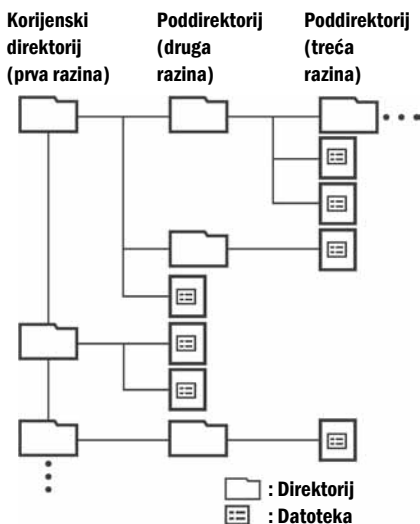 Korijenski
direktorij
(prva razina)
Poddirektorij
(druga
razina)
Poddirektorij
(treća
razina)
: Direktorij
: Datoteka